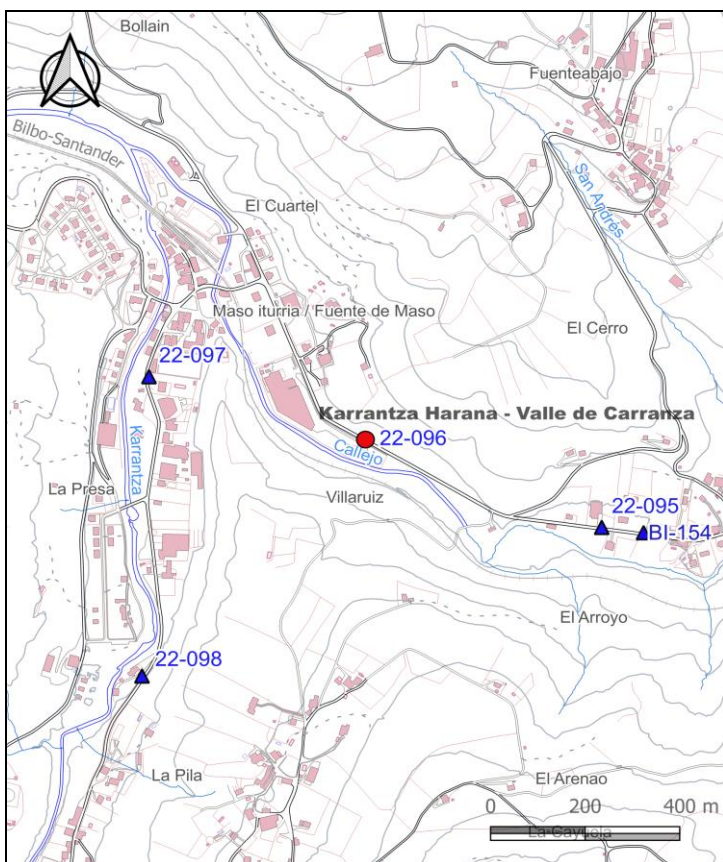 Bollain
Fuenteabajo
Bilbo-Santander
San Andres
El Cuartel
Maso iturria / Fuente de Maso
El Cerro
22-097
Karrantza Harana - Valle de Carranza
22-096
Karrantza
Callejo
La Presa
Villaruiz
22-095
BI-154
El Arroyo
22-098
La Pila
El Arenao
0 200 400 m
La Gayuela